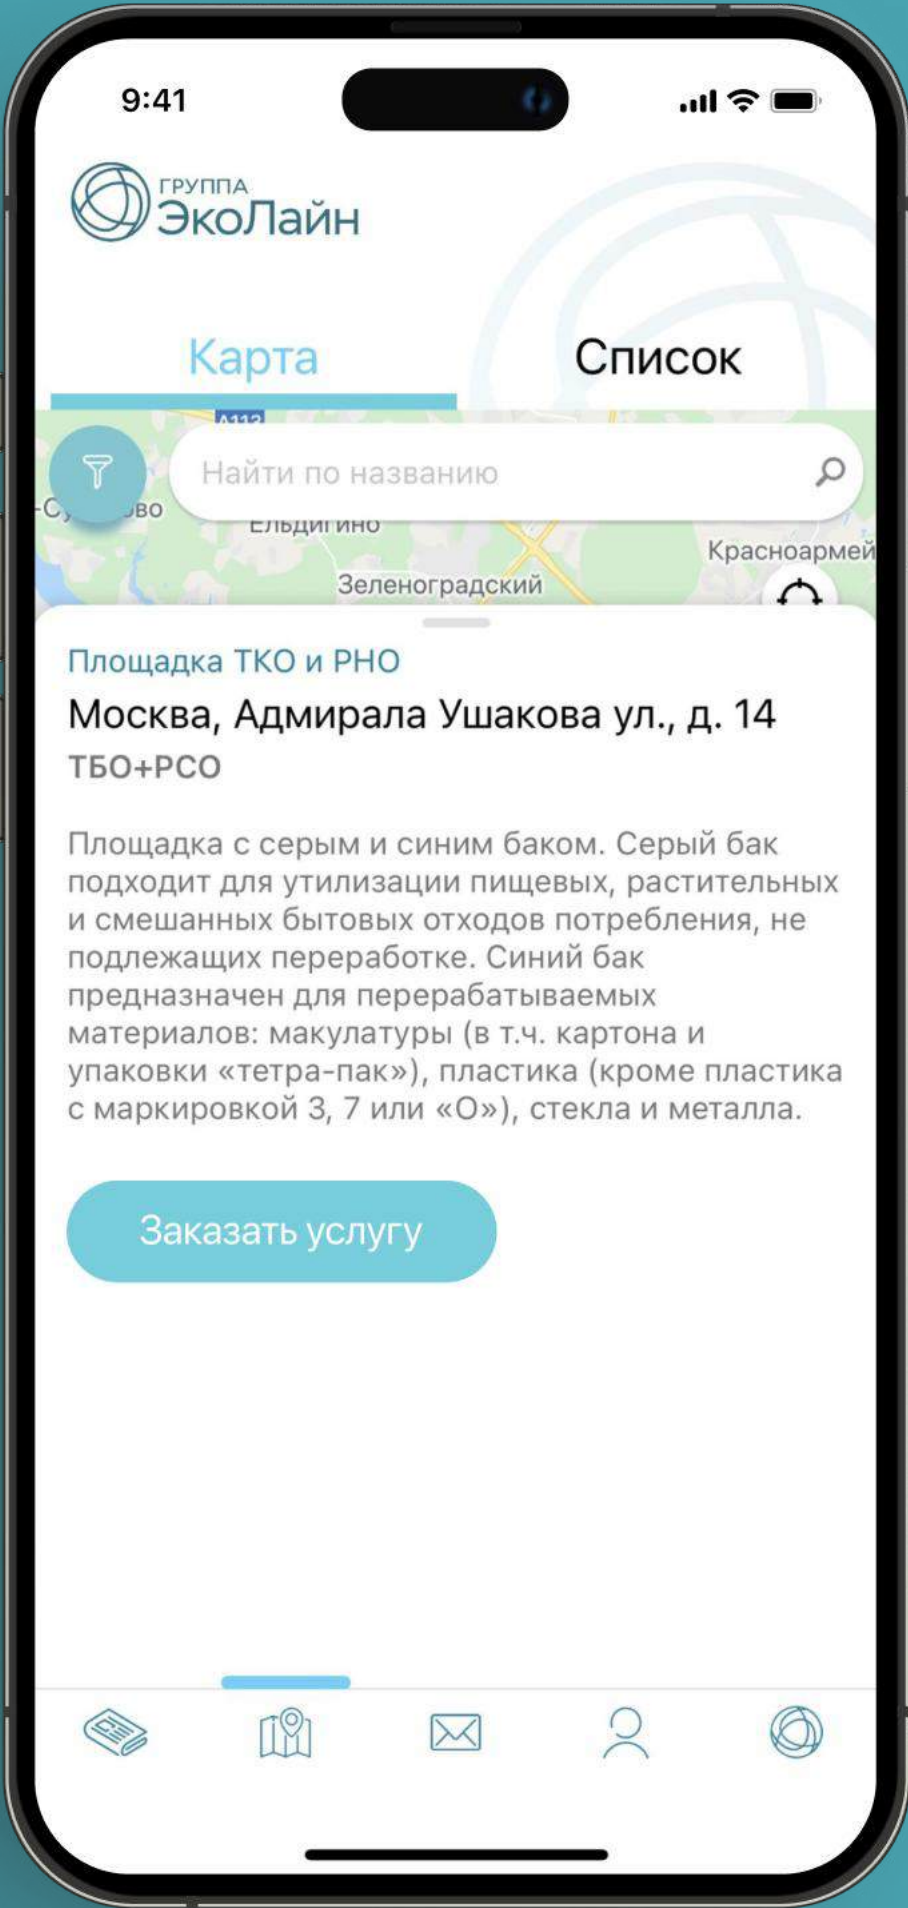 9:41
ГРУППА
ЭкоЛайн
Карта
Список
А113
Найти по названию
Ельдигино
Красноармей
Зеленоградский
Площадка ТКО и РНО
Москва, Адмирала Ушакова ул., д. 14
ТБО+РСО
Площадка с серым и синим баком. Серый бак
подходит для утилизации пищевых, растительных
и смешанных бытовых отходов потребления, не
подлежащих переработке. Синий бак
предназначен для перерабатываемых
материалов: макулатуры (в т.ч. картона и
упаковки «тетра-пак»), пластика (кроме пластика
с маркировкой 3, 7 или «О»), стекла и металла.
Заказать услугу